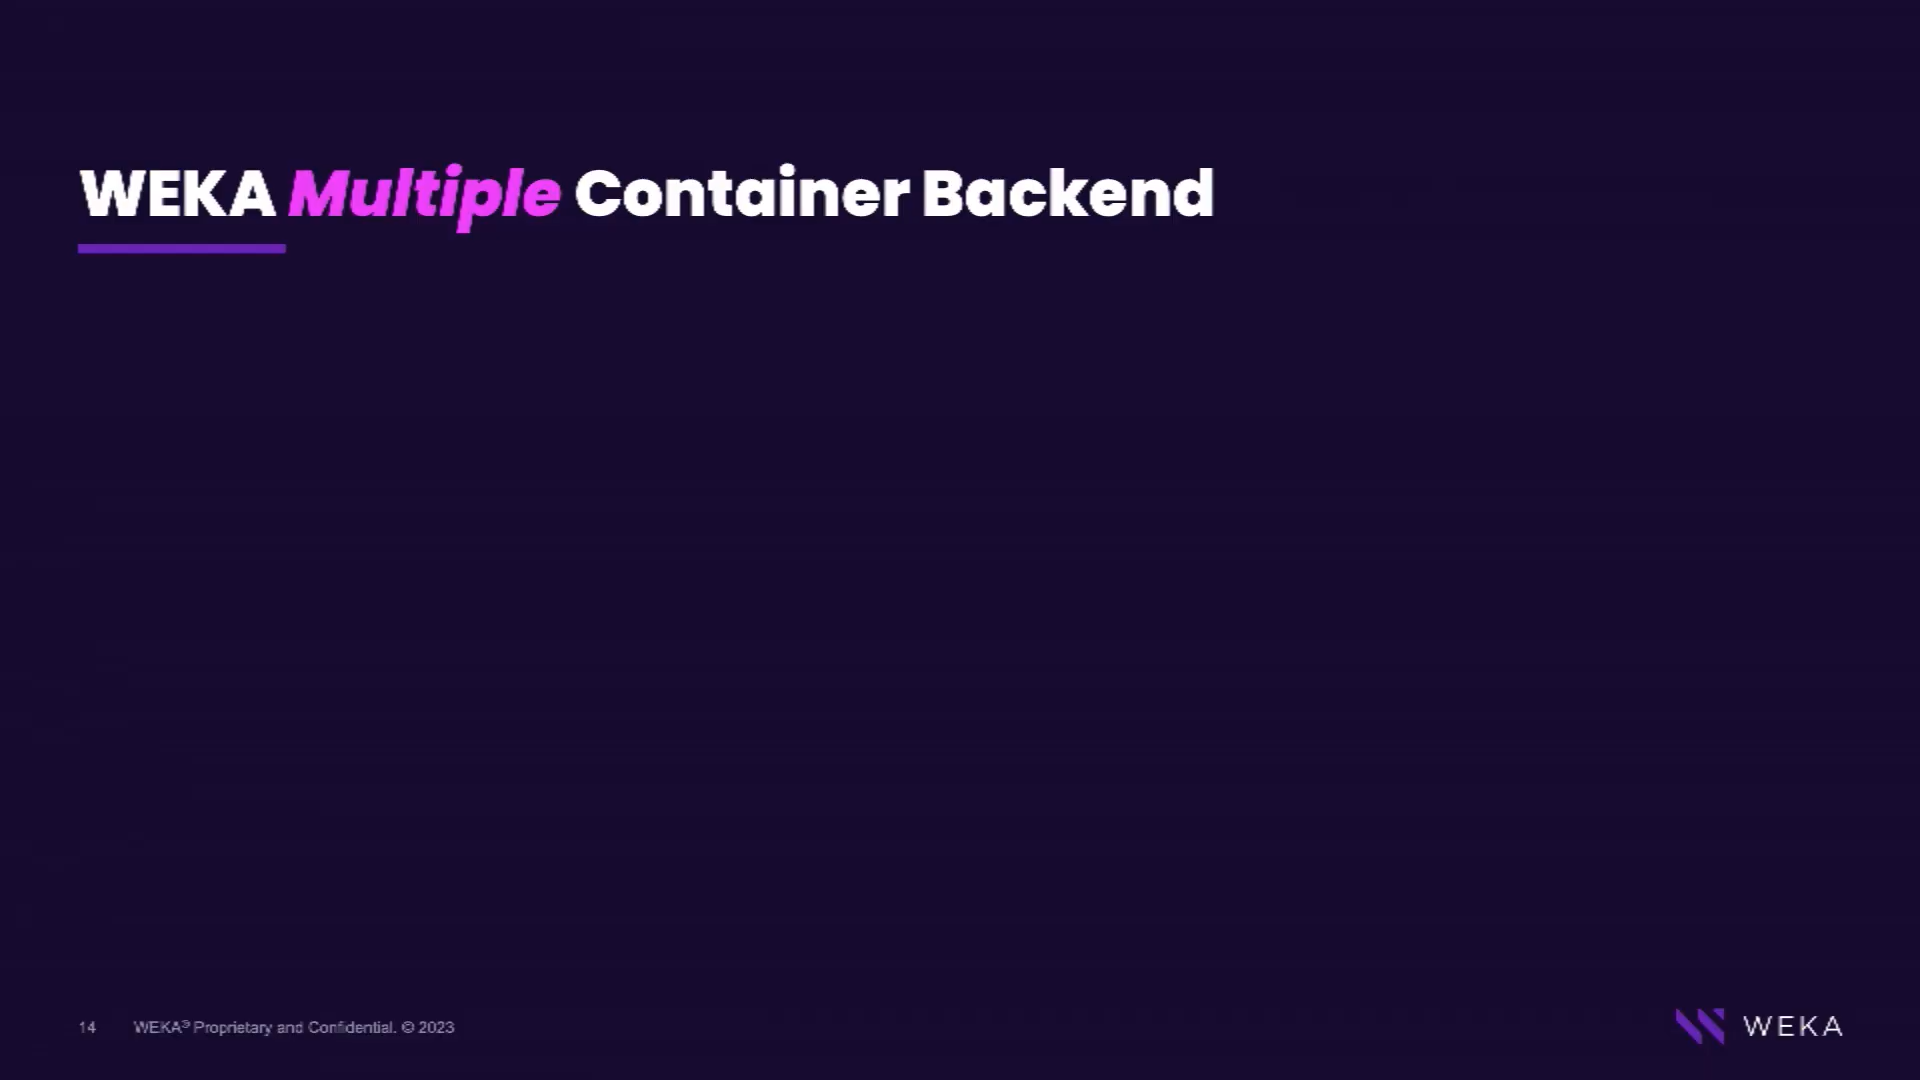 WEKA Multiple Container Backend
14 WEKA® Proprietary and Confidential. © 2023
WEKA